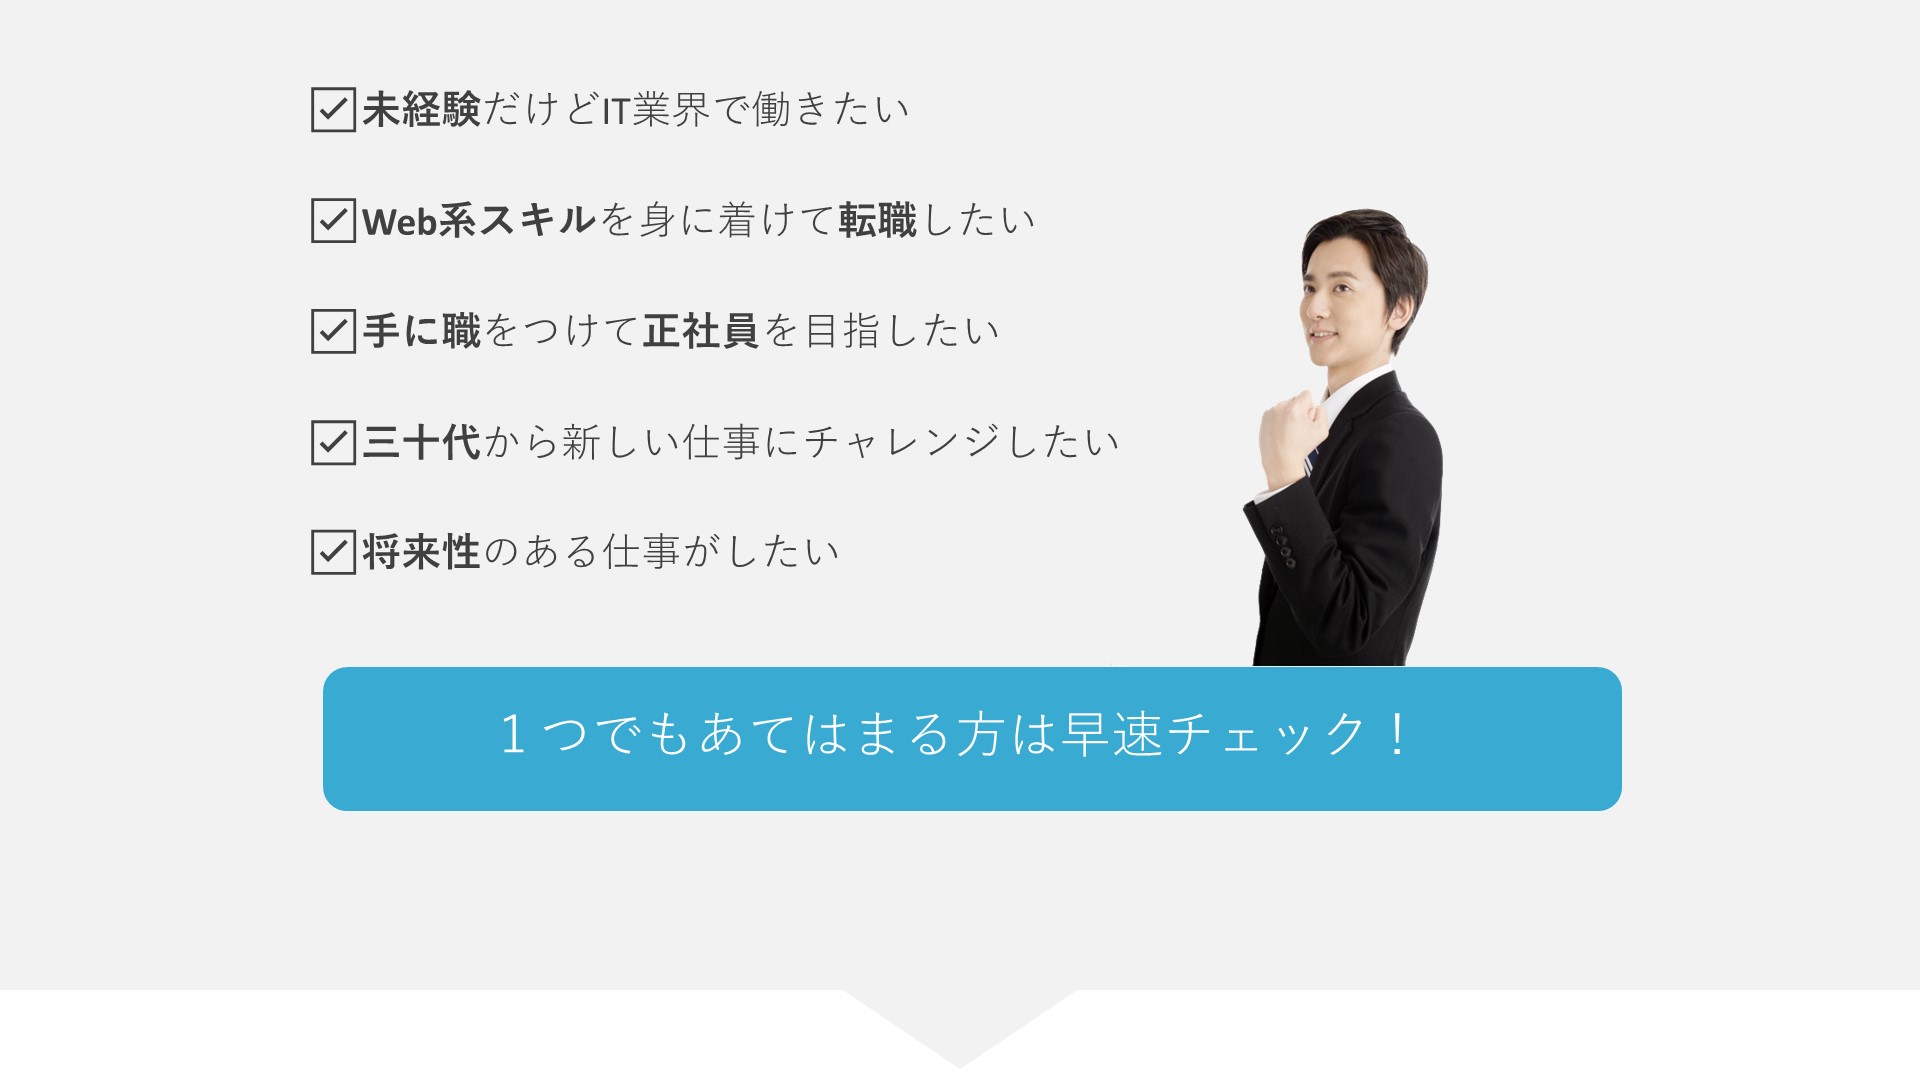 未経験だけどIT業界で働きたい
Web系スキルを身に着けて転職したい
手に職をつけて正社員を目指したい
三十代から新しい仕事にチャレンジしたい
将来性のある仕事がしたい
１つでもあてはまる方は早速チェック！